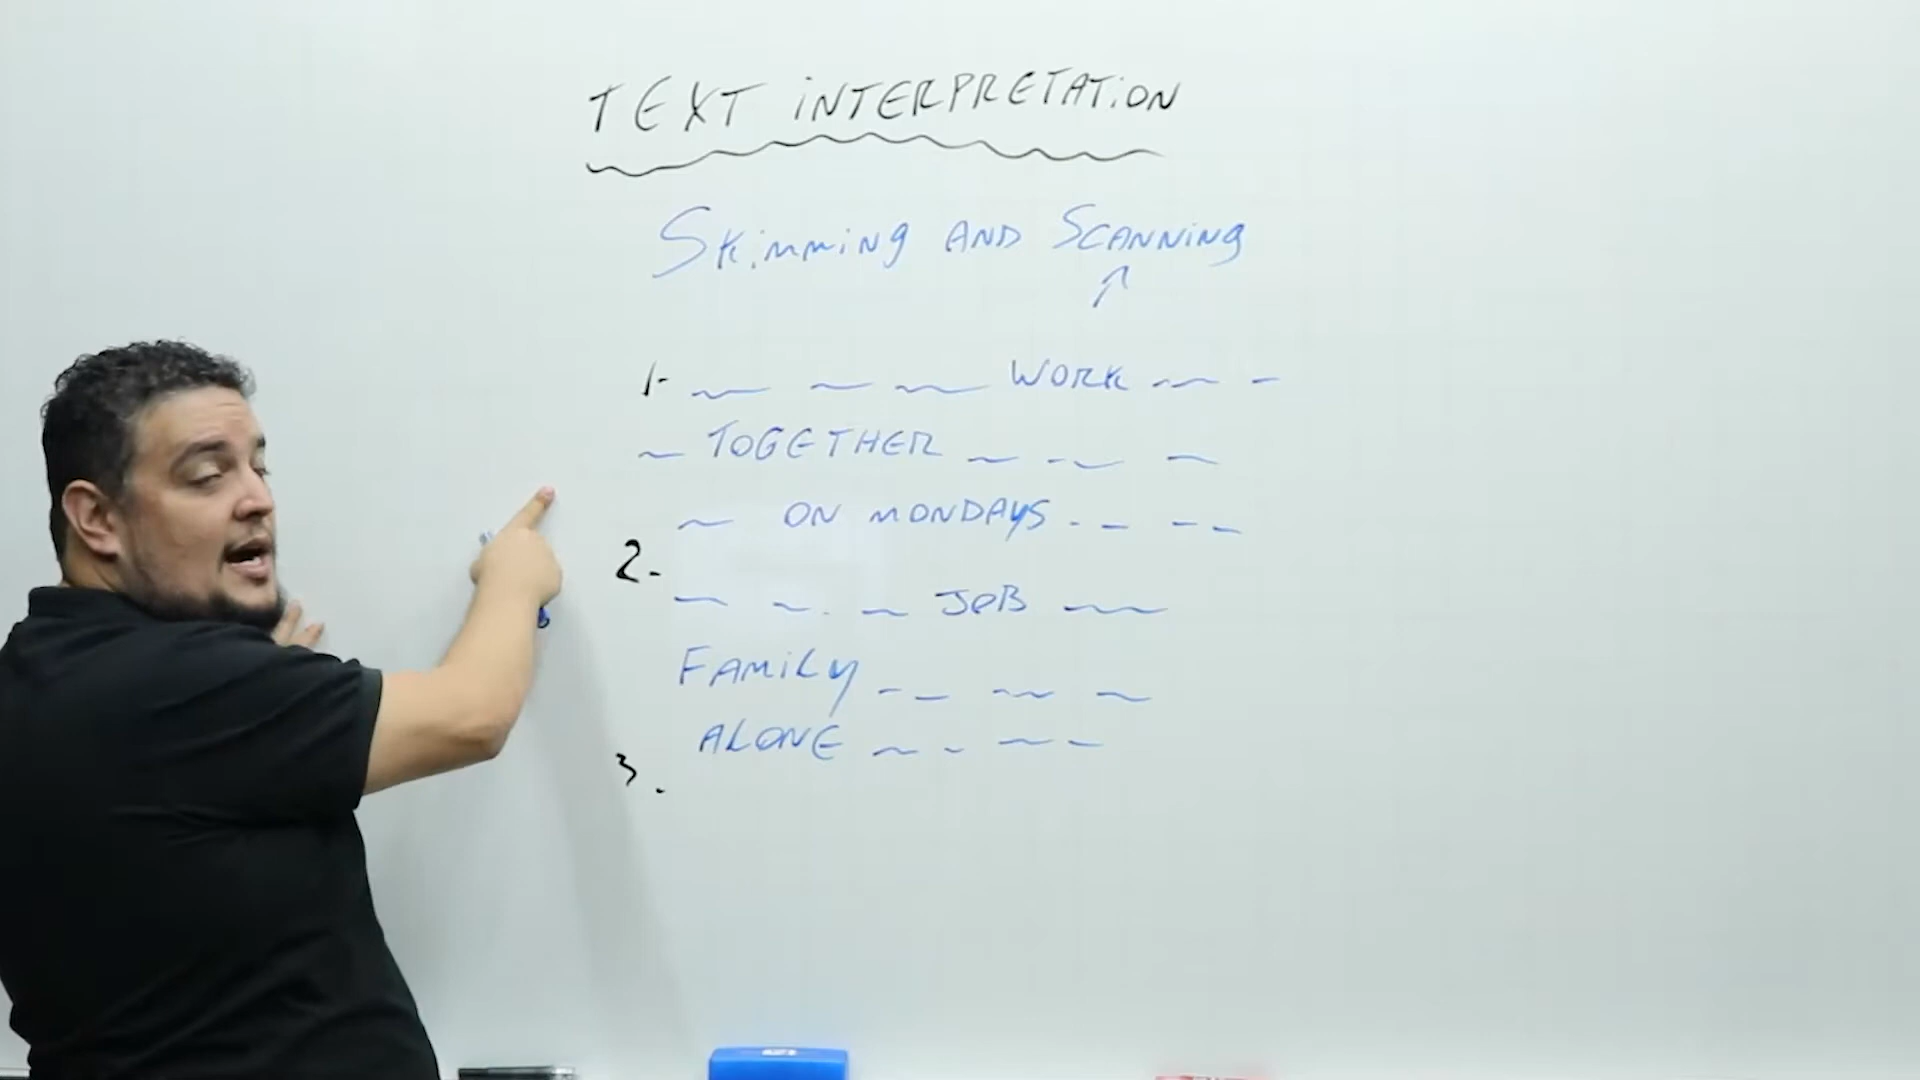 TEXT INTERPRETATION
Skimming AND SCANNING
1- WORK
TOGETHER
ON MONDAYS
2-
JOB
FAMILY
ALONE
3.